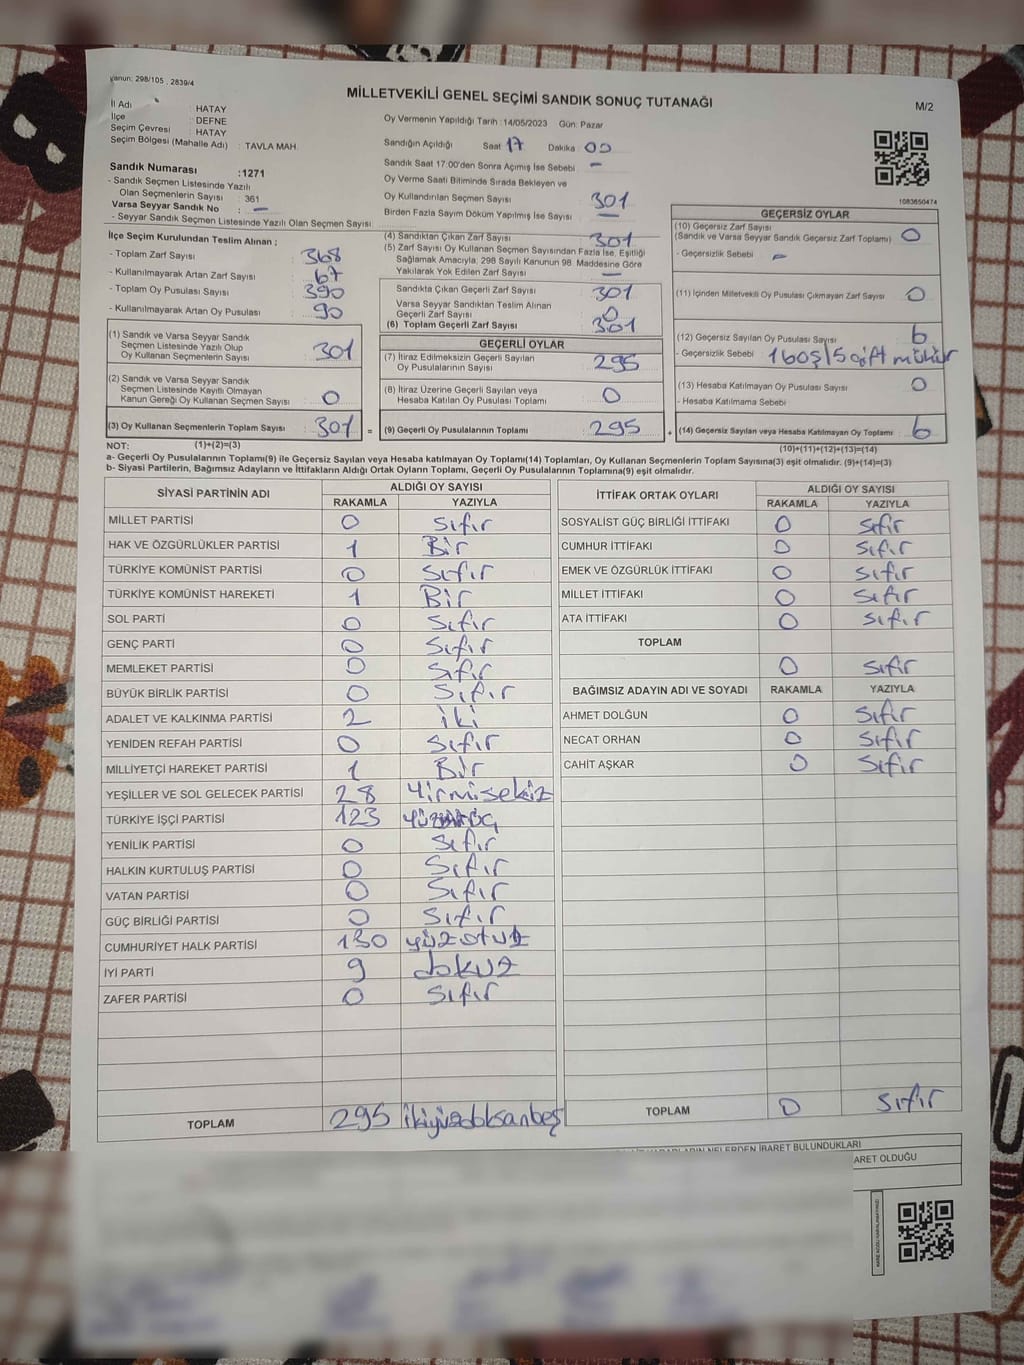 Kanun: 298/105 , 2839/4
MİLLETVEKİLİ GENEL SEÇİMİ SANDIK SONUÇ TUTANAĞI
M/2
İl Adı : HATAY
İlçe : DEFNE
Seçim Çevresi : HATAY
Seçim Bölgesi (Mahalle Adı) : TAVLA MAH.
Oy Vermenin Yapıldığı Tarih : 14/05/2023 Gün: Pazar
Sandığın Açıldığı Saat 17 Dakika 00
Sandık Saat 17:00'den Sonra Açılmış İse Sebebi —
Oy Verme Saati Bitiminde Sırada Bekleyen ve
Oy Kullandırılan Seçmen Sayısı 301
Birden Fazla Sayım Döküm Yapılmış İse Sayısı —
1083650474
Sandık Numarası :1271
- Sandık Seçmen Listesinde Yazılı
Olan Seçmenlerin Sayısı : 361
Varsa Seyyar Sandık No : —
- Seyyar Sandık Seçmen Listesinde Yazılı Olan Seçmen Sayısı:
İlçe Seçim Kurulundan Teslim Alınan ;
- Toplam Zarf Sayısı 368
- Kullanılmayarak Artan Zarf Sayısı 67
- Toplam Oy Pusulası Sayısı 390
- Kullanılmayarak Artan Oy Pusulası 90
(4) Sandıktan Çıkan Zarf Sayısı 301
(5) Zarf Sayısı Oy Kullanan Seçmen Sayısından Fazla İse, Eşitliği
Sağlamak Amacıyla; 298 Sayılı Kanunun 98. Maddesine Göre
Yakılarak Yok Edilen Zarf Sayısı —
Sandıkta Çıkan Geçerli Zarf Sayısı 301
Varsa Seyyar Sandıktan Teslim Alınan
Geçerli Zarf Sayısı 0
(6) Toplam Geçerli Zarf Sayısı 301
GEÇERSİZ OYLAR
(10) Geçersiz Zarf Sayısı
(Sandık ve Varsa Seyyar Sandık Geçersiz Zarf Toplamı) 0
- Geçersizlik Sebebi —
(11) İçinden Milletvekili Oy Pusulası Çıkmayan Zarf Sayısı 0
(12) Geçersiz Sayılan Oy Pusulası Sayısı 6
- Geçersizlik Sebebi 1 boş/5 çift mühür
(13) Hesaba Katılmayan Oy Pusulası Sayısı 0
- Hesaba Katılmama Sebebi
(14) Geçersiz Sayılan veya Hesaba Katılmayan Oy Toplamı 6
(10)+(11)+(12)+(13)=(14)
(1) Sandık ve Varsa Seyyar Sandık
Seçmen Listesinde Yazılı Olup
Oy Kullanan Seçmenlerin Sayısı 301
(2) Sandık ve Varsa Seyyar Sandık
Seçmen Listesinde Kayıtlı Olmayan
Kanun Gereği Oy Kullanan Seçmen Sayısı 0
(3) Oy Kullanan Seçmenlerin Toplam Sayısı 301 =
GEÇERLİ OYLAR
(7) İtiraz Edilmeksizin Geçerli Sayılan
Oy Pusulalarının Sayısı 295
(8) İtiraz Üzerine Geçerli Sayılan veya
Hesaba Katılan Oy Pusulası Toplamı 0
(9) Geçerli Oy Pusulalarının Toplamı 295 +
NOT: (1)+(2)=(3)
a- Geçerli Oy Pusulalarının Toplamı(9) ile Geçersiz Sayılan veya Hesaba katılmayan Oy Toplamı(14) Toplamları, Oy Kullanan Seçmenlerin Toplam Sayısına(3) eşit olmalıdır. (9)+(14)=(3)
b- Siyasi Partilerin, Bağımsız Adayların ve İttifakların Aldığı Ortak Oyların Toplamı, Geçerli Oy Pusulalarının Toplamına(9) eşit olmalıdır.
SİYASİ PARTİNİN ADI ALDIĞI OY SAYISI
RAKAMLA YAZIYLA
MİLLET PARTİSİ 0 sıfır
HAK VE ÖZGÜRLÜKLER PARTİSİ 1 Bir
TÜRKİYE KOMÜNİST PARTİSİ 0 sıfır
TÜRKİYE KOMÜNİST HAREKETİ 1 Bir
SOL PARTİ 0 sıfır
GENÇ PARTİ 0 sıfır
MEMLEKET PARTİSİ 0 sıfır
BÜYÜK BİRLİK PARTİSİ 0 sıfır
ADALET VE KALKINMA PARTİSİ 2 iki
YENİDEN REFAH PARTİSİ 0 sıfır
MİLLİYETÇİ HAREKET PARTİSİ 1 Bir
YEŞİLLER VE SOL GELECEK PARTİSİ 28 Yirmisekiz
TÜRKİYE İŞÇİ PARTİSİ 123
YENİLİK PARTİSİ 0 sıfır
HALKIN KURTULUŞ PARTİSİ 0 sıfır
VATAN PARTİSİ 0 sıfır
GÜÇ BİRLİĞİ PARTİSİ 0 sıfır
CUMHURİYET HALK PARTİSİ 130 yüzotuz
İYİ PARTİ 9 dokuz
ZAFER PARTİSİ 0 sıfır
TOPLAM 295 ikiyüzdoksanbeş
İTTİFAK ORTAK OYLARI ALDIĞI OY SAYISI
RAKAMLA YAZIYLA
SOSYALİST GÜÇ BİRLİĞİ İTTİFAKI 0 sıfır
CUMHUR İTTİFAKI 0 sıfır
EMEK VE ÖZGÜRLÜK İTTİFAKI 0 sıfır
MİLLET İTTİFAKI 0 sıfır
ATA İTTİFAKI 0 sıfır
TOPLAM
0 sıfır
BAĞIMSIZ ADAYIN ADI VE SOYADI RAKAMLA YAZIYLA
AHMET DOLĞUN 0 sıfır
NECAT ORHAN 0 sıfır
CAHİT AŞKAR 0 sıfır
TOPLAM 0 sıfır
NELERDEN İBARET BULUNDUKLARI
ARET OLDUĞU